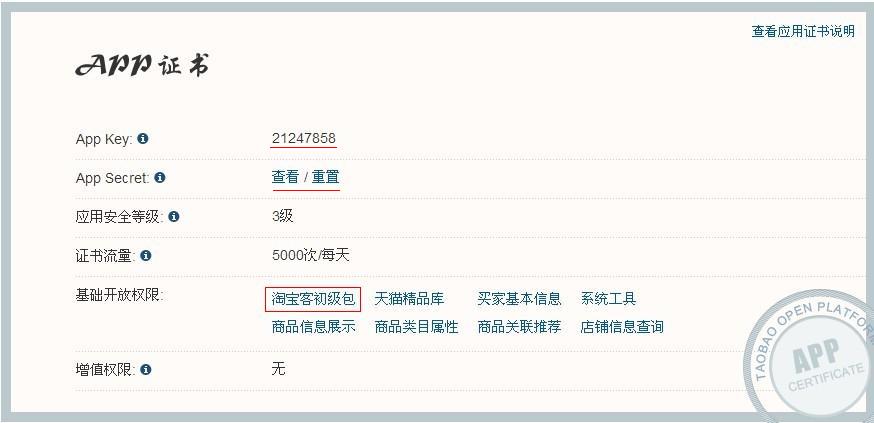 查看应用证书说明
APP 证书
App Key: 21247858
App Secret: 查看 / 重置
应用安全等级: 3级
证书流量: 5000次/每天
基础开放权限: 淘宝客初级包 天猫精品库 买家基本信息 系统工具
商品信息展示 商品类目属性 商品关联推荐 店铺信息查询
增值权限: 无
TAOBAO OPEN PLATFORM
APP
CERTIFICATE